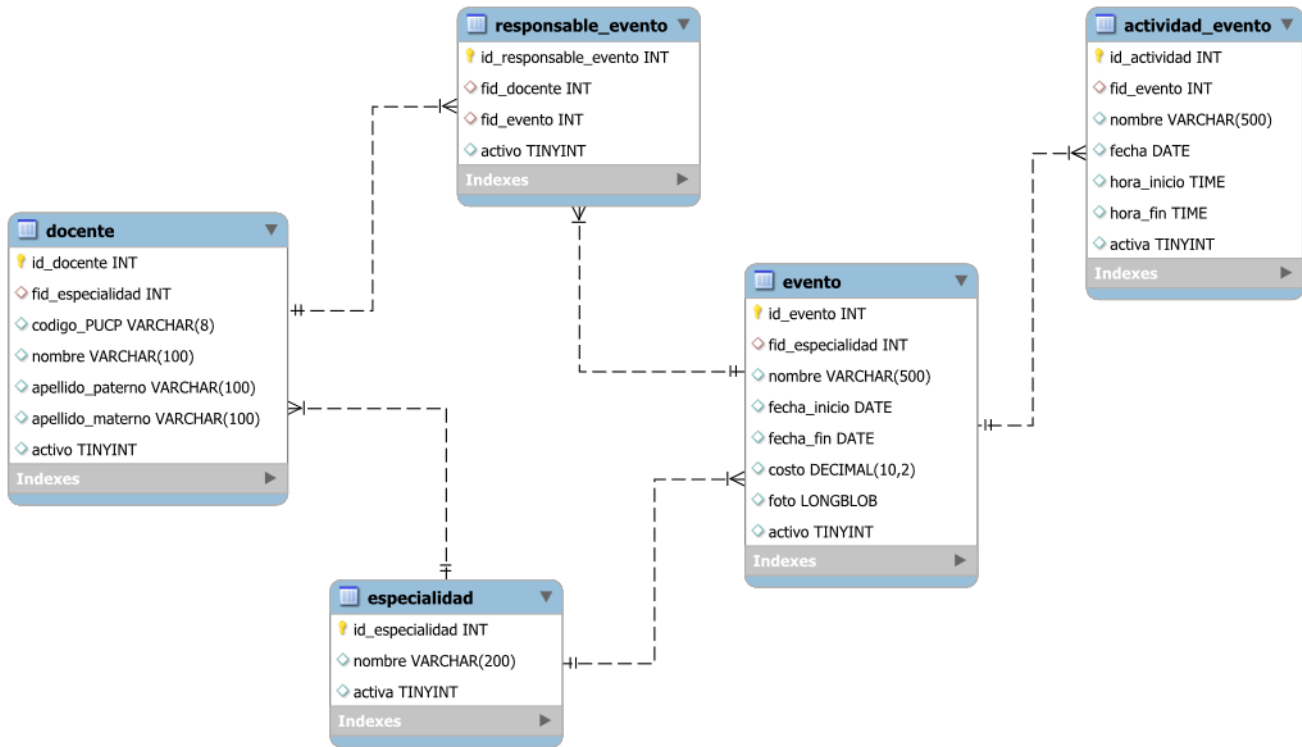 responsable_evento
id_responsable_evento INT
fid_docente INT
fid_evento INT
activo TINYINT
Indexes
actividad_evento
id_actividad INT
fid_evento INT
nombre VARCHAR(500)
fecha DATE
hora_inicio TIME
hora_fin TIME
activa TINYINT
Indexes
docente
id_docente INT
fid_especialidad INT
codigo_PUCP VARCHAR(8)
nombre VARCHAR(100)
apellido_paterno VARCHAR(100)
apellido_materno VARCHAR(100)
activo TINYINT
Indexes
evento
id_evento INT
fid_especialidad INT
nombre VARCHAR(500)
fecha_inicio DATE
fecha_fin DATE
costo DECIMAL(10,2)
foto LONGBLOB
activo TINYINT
Indexes
especialidad
id_especialidad INT
nombre VARCHAR(200)
activa TINYINT
Indexes